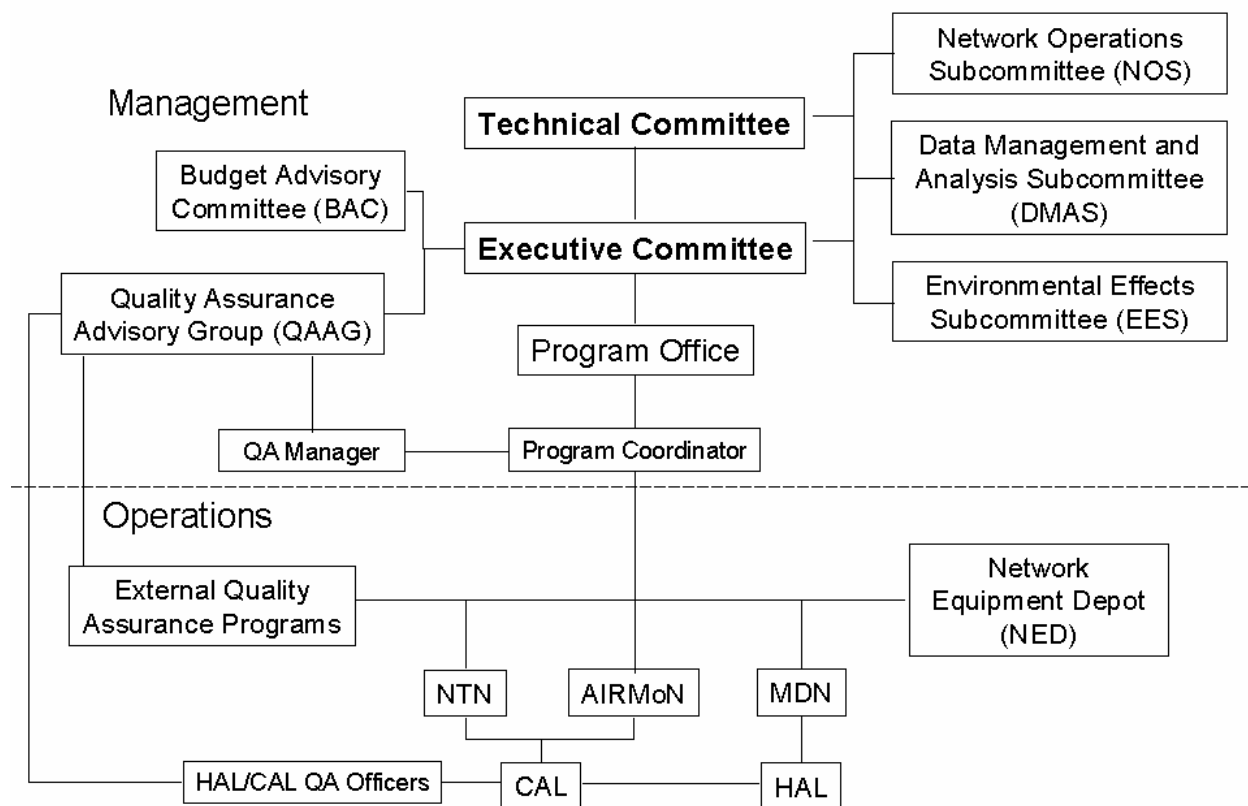 Management
Technical Committee
Network Operations
Subcommittee (NOS)
Data Management and
Analysis Subcommittee
(DMAS)
Environmental Effects
Subcommittee (EES)
Budget Advisory
Committee (BAC)
Executive Committee
Quality Assurance
Advisory Group (QAAG)
Program Office
QA Manager
Program Coordinator
Operations
External Quality
Assurance Programs
Network
Equipment Depot
(NED)
NTN
AIRMoN
MDN
HAL/CAL QA Officers
CAL
HAL